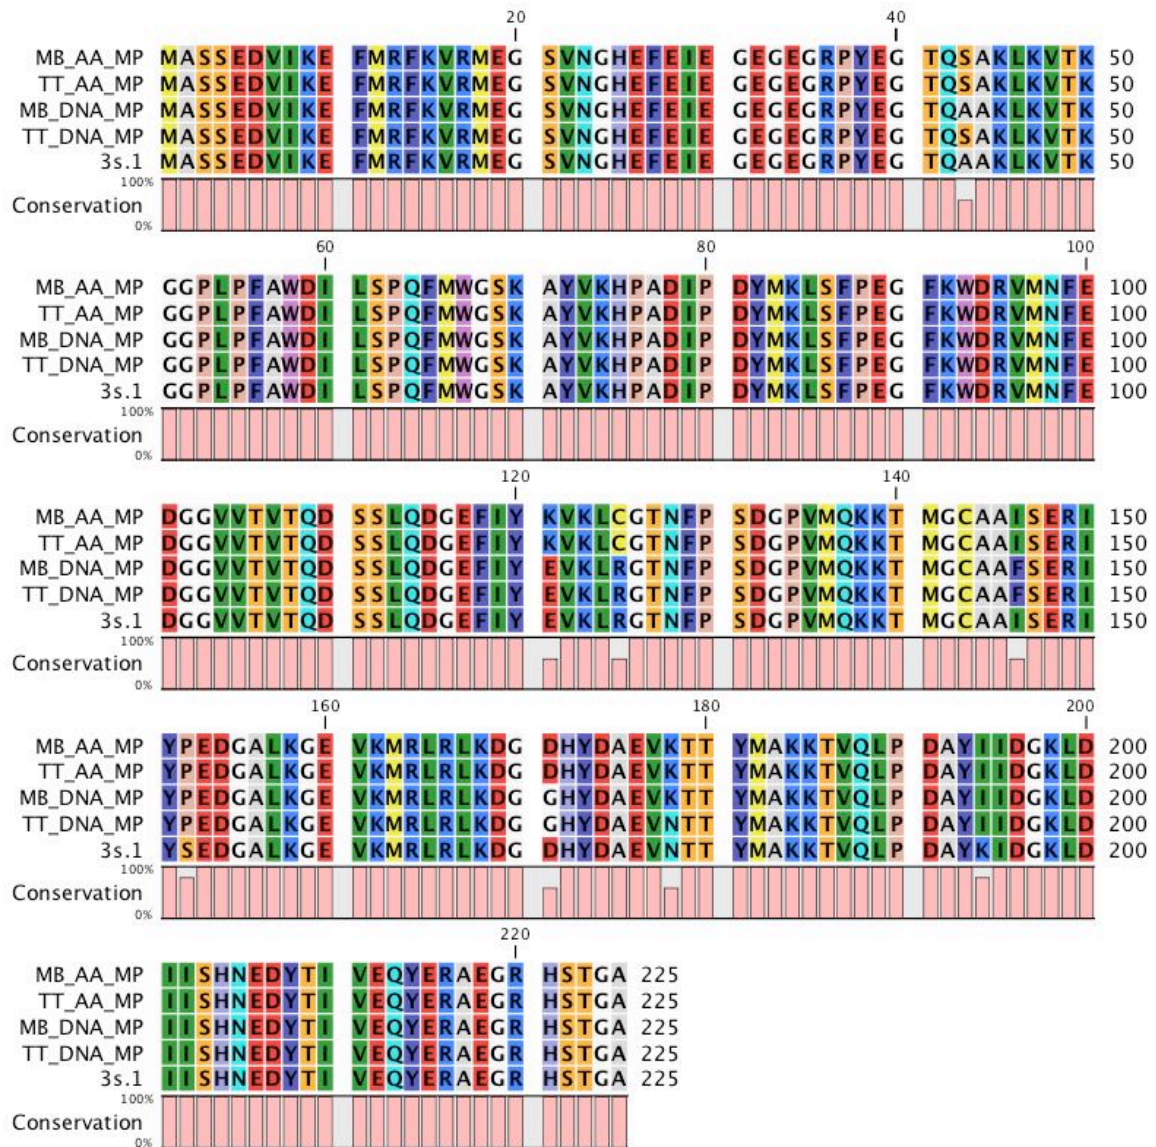 20 40
MB_AA_MP MASSEDVIKE FMRFKVRMEG SVNGHEFEIE GEGEGRPYEG TQSAKLKVTK 50
TT_AA_MP MASSEDVIKE FMRFKVRMEG SVNGHEFEIE GEGEGRPYEG TQSAKLKVTK 50
MB_DNA_MP MASSEDVIKE FMRFKVRMEG SVNGHEFEIE GEGEGRPYEG TQAAKLKVTK 50
TT_DNA_MP MASSEDVIKE FMRFKVRMEG SVNGHEFEIE GEGEGRPYEG TQSAKLKVTK 50
3s.1 MASSEDVIKE FMRFKVRMEG SVNGHEFEIE GEGEGRPYEG TQAAKLKVTK 50
100%
Conservation
0%
60 80 100
MB_AA_MP GGPLPFAWDI LSPQFMWGSK AYVKHPADIP DYMKLSFPEG FKWDRVMNFE 100
TT_AA_MP GGPLPFAWDI LSPQFMWGSK AYVKHPADIP DYMKLSFPEG FKWDRVMNFE 100
MB_DNA_MP GGPLPFAWDI LSPQFMWGSK AYVKHPADIP DYMKLSFPEG FKWDRVMNFE 100
TT_DNA_MP GGPLPFAWDI LSPQFMWGSK AYVKHPADIP DYMKLSFPEG FKWDRVMNFE 100
3s.1 GGPLPFAWDI LSPQFMWGSK AYVKHPADIP DYMKLSFPEG FKWDRVMNFE 100
100%
Conservation
0%
120 140
MB_AA_MP DGGVVTVTQD SSLQDGEFIY KVKLCGTNFP SDGPVMQKKT MGCAAISERI 150
TT_AA_MP DGGVVTVTQD SSLQDGEFIY KVKLCGTNFP SDGPVMQKKT MGCAAISERI 150
MB_DNA_MP DGGVVTVTQD SSLQDGEFIY EVKLRGTNFP SDGPVMQKKT MGCAAFSERI 150
TT_DNA_MP DGGVVTVTQD SSLQDGEFIY EVKLRGTNFP SDGPVMQKKT MGCAAFSERI 150
3s.1 DGGVVTVTQD SSLQDGEFIY EVKLRGTNFP SDGPVMQKKT MGCAAISERI 150
100%
Conservation
0%
160 180 200
MB_AA_MP YPEDGALKGE VKMRLRLKDG DHYDAEVKTT YMAKKTVQLP DAYIIDGKLD 200
TT_AA_MP YPEDGALKGE VKMRLRLKDG DHYDAEVKTT YMAKKTVQLP DAYIIDGKLD 200
MB_DNA_MP YPEDGALKGE VKMRLRLKDG GHYDAEVKTT YMAKKTVQLP DAYIIDGKLD 200
TT_DNA_MP YPEDGALKGE VKMRLRLKDG GHYDAEVNTT YMAKKTVQLP DAYIIDGKLD 200
3s.1 YSEDGALKGE VKMRLRLKDG DHYDAEVNTT YMAKKTVQLP DAYKIDGKLD 200
100%
Conservation
0%
220
MB_AA_MP IISHNEDYTI VEQYERAEGR HSTGA 225
TT_AA_MP IISHNEDYTI VEQYERAEGR HSTGA 225
MB_DNA_MP IISHNEDYTI VEQYERAEGR HSTGA 225
TT_DNA_MP IISHNEDYTI VEQYERAEGR HSTGA 225
3s.1 IISHNEDYTI VEQYERAEGR HSTGA 225
100%
Conservation
0%